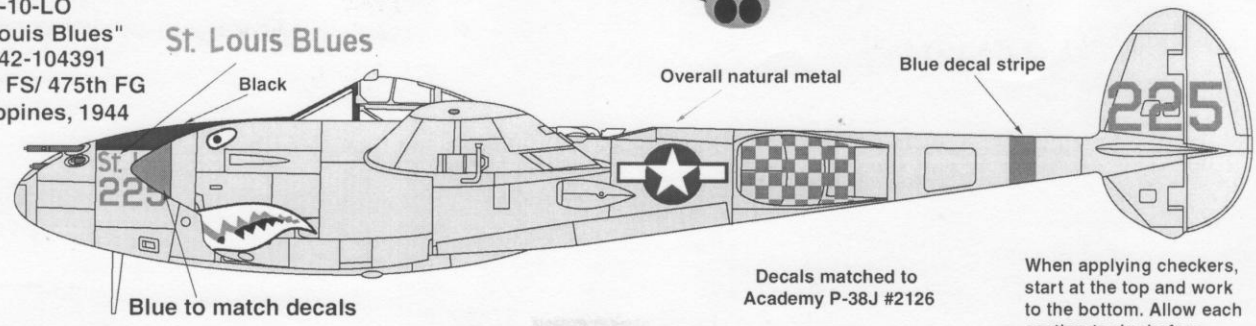 -10-LO
ouis Blues"
42-104391
FS/ 475th FG
ppines, 1944
St. Louis BLues
Black
Overall natural metal
Blue decal stripe
225
St. L
225
Blue to match decals
Decals matched to
Academy P-38J #2126
When applying checkers,
start at the top and work
to the bottom. Allow each